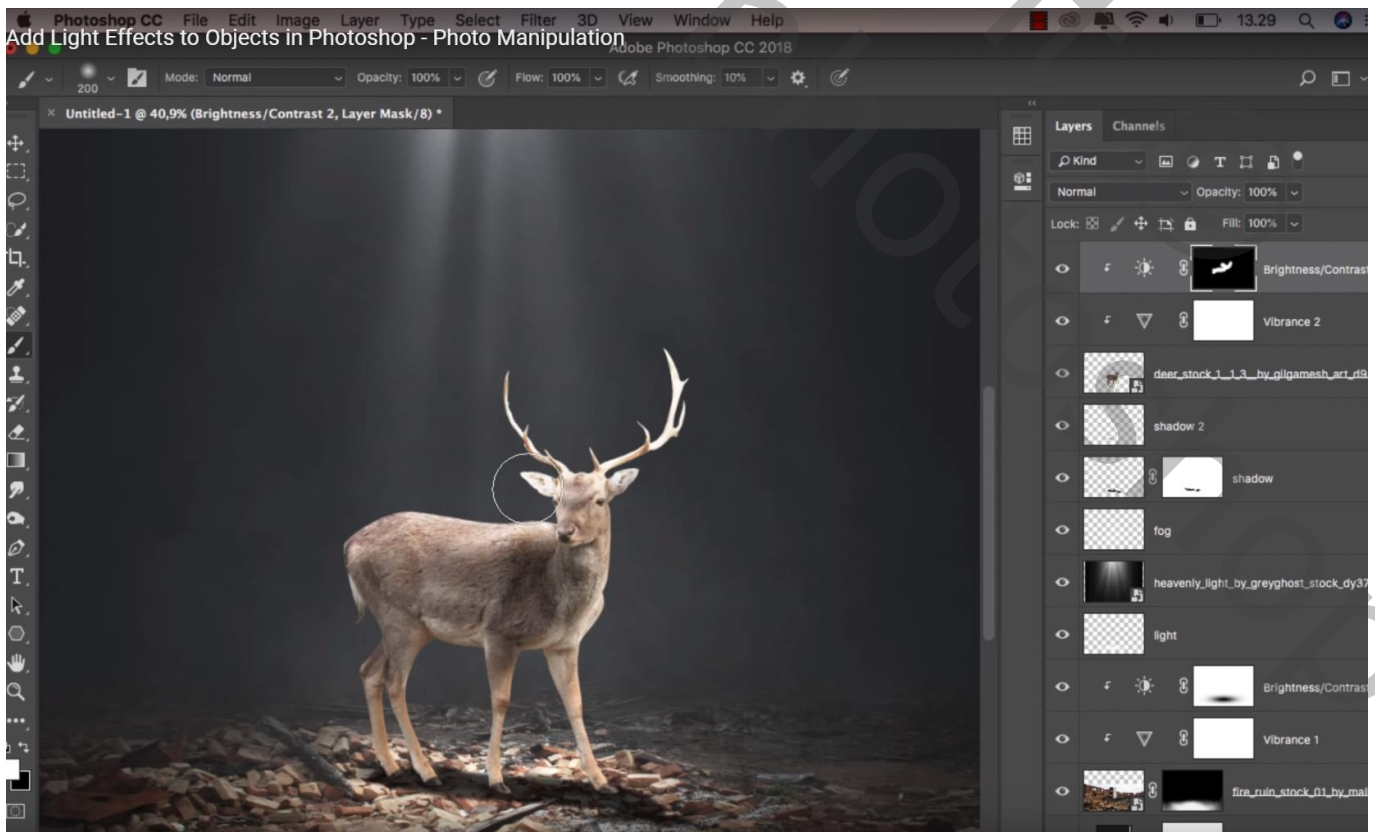 Photoshop CC File Edit Image Layer Type Select Filter 3D View Window Help 13.29
Add Light Effects to Objects in Photoshop - Photo Manipulation
Adobe Photoshop CC 2018
200 Mode: Normal Opacity: 100% Flow: 100% Smoothing: 10%
× Untitled-1 @ 40,9% (Brightness/Contrast 2, Layer Mask/8) *
Layers Channels
Kind
Normal Opacity: 100%
Lock: Fill: 100%
Brightness/Contrast
Vibrance 2
deer_stock_1__1_3__by_gilgamesh_art_d9
shadow 2
shadow
fog
heavenly_light_by_greyghost_stock_dy37
light
Brightness/Contrast
Vibrance 1
fire_ruin_stock_01_by_mal